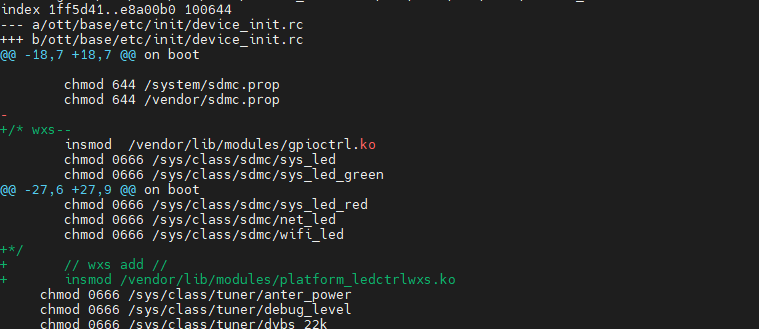 index 1ff5d41..e8a00b0 100644
--- a/ott/base/etc/init/device_init.rc
+++ b/ott/base/etc/init/device_init.rc
@@ -18,7 +18,7 @@ on boot
chmod 644 /system/sdmc.prop
chmod 644 /vendor/sdmc.prop
-
+/* wxs--
insmod  /vendor/lib/modules/gpioctrl.ko
chmod 0666 /sys/class/sdmc/sys_led
chmod 0666 /sys/class/sdmc/sys_led_green
@@ -27,6 +27,9 @@ on boot
chmod 0666 /sys/class/sdmc/sys_led_red
chmod 0666 /sys/class/sdmc/net_led
chmod 0666 /sys/class/sdmc/wifi_led
+*/
+       // wxs add //
+       insmod /vendor/lib/modules/platform_ledctrlwxs.ko
chmod 0666 /sys/class/tuner/anter_power
chmod 0666 /sys/class/tuner/debug_level
chmod 0666 /sys/class/tuner/dvbs_22k